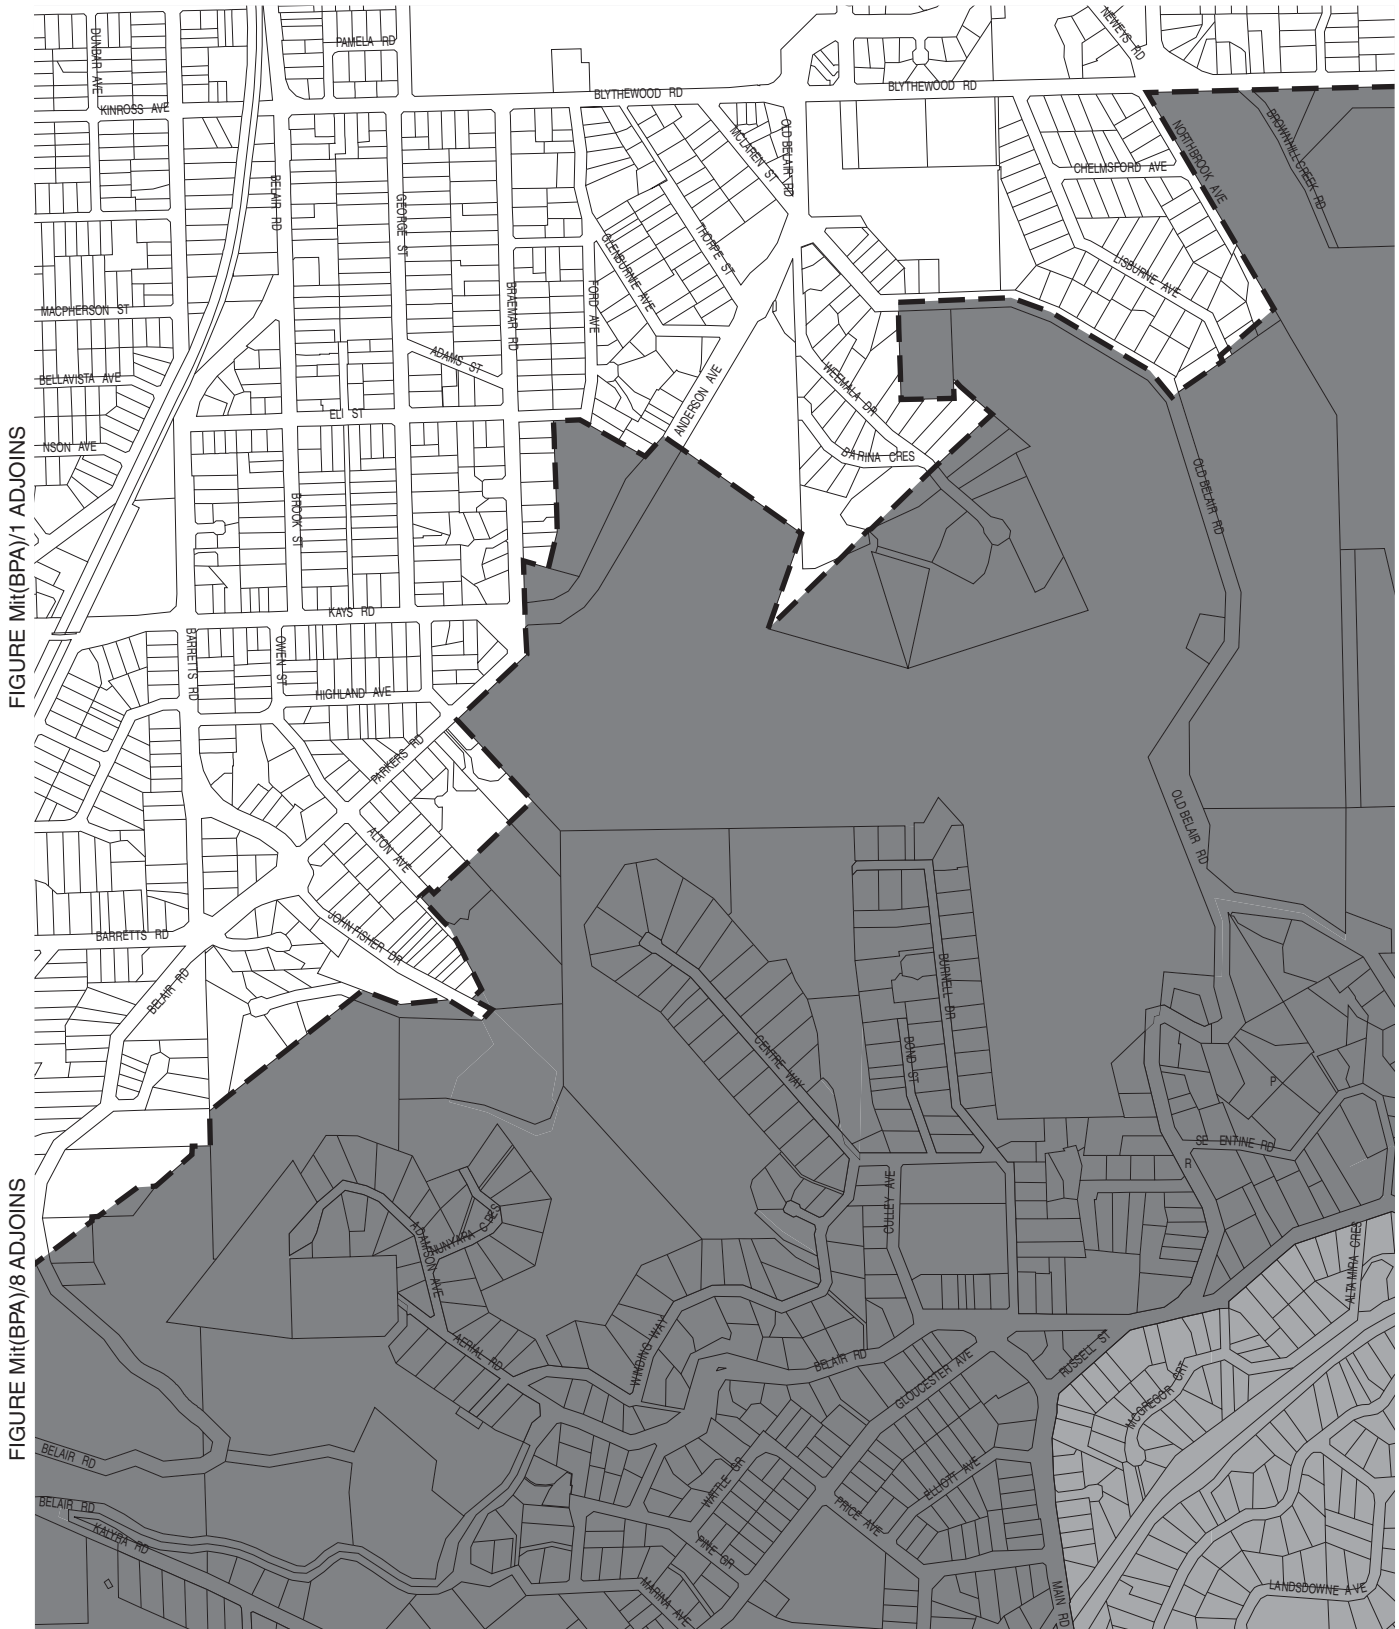 DUNBAR AVE
PAMELA RD
NEWEYS RD
KINROSS AVE
BLYTHEWOOD RD
BLYTHEWOOD RD
BROWNHILL CREEK RD
NORTHBROOK AVE
MCLAREN ST
OLD BELAIR RD
CHELMSFORD AVE
BELAIR RD
GEORGE ST
THORPE ST
GLENBURNIE AVE
LISBURNE AVE
MACPHERSON ST
BRAEMAR RD
FORD AVE
ADAMS ST
BELLAVISTA AVE
WEEMALA DR
ANDERSON AVE
ELI ST
NSON AVE
BARINA CRES
OLD BELAIR RD
BROOK ST
FIGURE Mit(BPA)/1 ADJOINS
KAYS RD
BARRETTS RD
OWEN ST
HIGHLAND AVE
PARKERS RD
OLD BELAIR RD
ALTON AVE
JOHN FISHER DR
BARRETTS RD
BELAIR RD
BURNELL DR
BOND ST
CENTRE WAY
P
SE ENTINE RD
R
CULLEY AVE
NUNYARA CRES
ADAMSON AVE
ALTA MIRA CRES
FIGURE Mit(BPA)/8 ADJOINS
AERIAL RD
WINDING WAY
BELAIR RD
RUSSELL ST
GLOUCESTER AVE
MCGREGOR CRT
BELAIR RD
WATTLE GR
ELLIOTT AVE
BELAIR RD
KALYRA RD
PRICE AVE
PINE GR
MARINA AVE
MAIN RD
LANDSDOWNE AVE